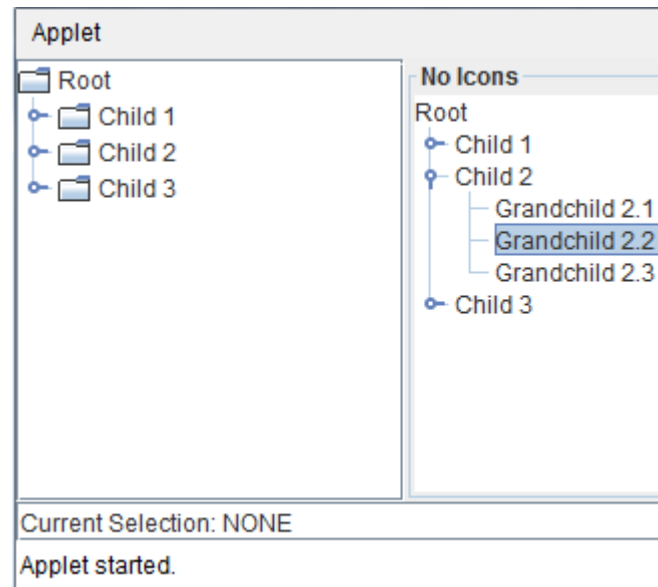 Applet
Root
Child 1
Child 2
Child 3
No Icons
Root
Child 1
Child 2
Grandchild 2.1
Grandchild 2.2
Grandchild 2.3
Child 3
Current Selection: NONE
Applet started.